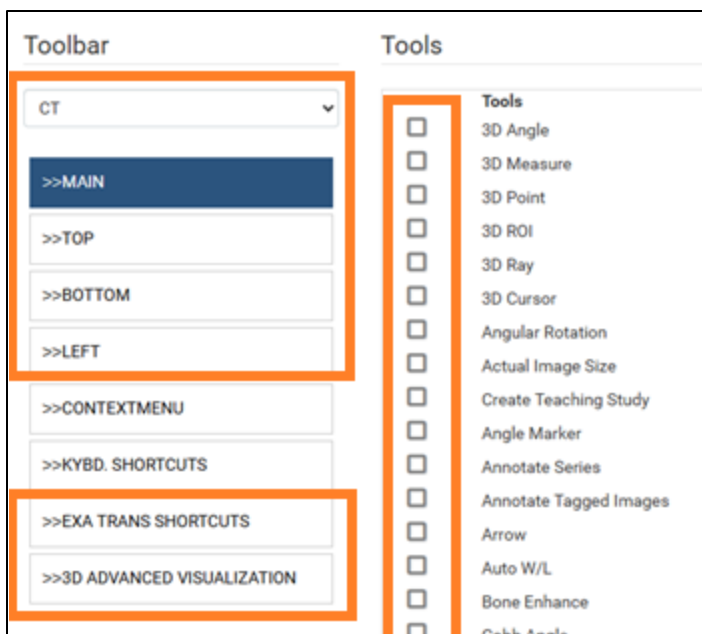 Toolbar
CT
>>MAIN
>>TOP
>>BOTTOM
>>LEFT
>>CONTEXTMENU
>>KYBD. SHORTCUTS
>>EXA TRANS SHORTCUTS
>>3D ADVANCED VISUALIZATION
Tools
Tools
3D Angle
3D Measure
3D Point
3D ROI
3D Ray
3D Cursor
Angular Rotation
Actual Image Size
Create Teaching Study
Angle Marker
Annotate Series
Annotate Tagged Images
Arrow
Auto W/L
Bone Enhance
Cobb Angle